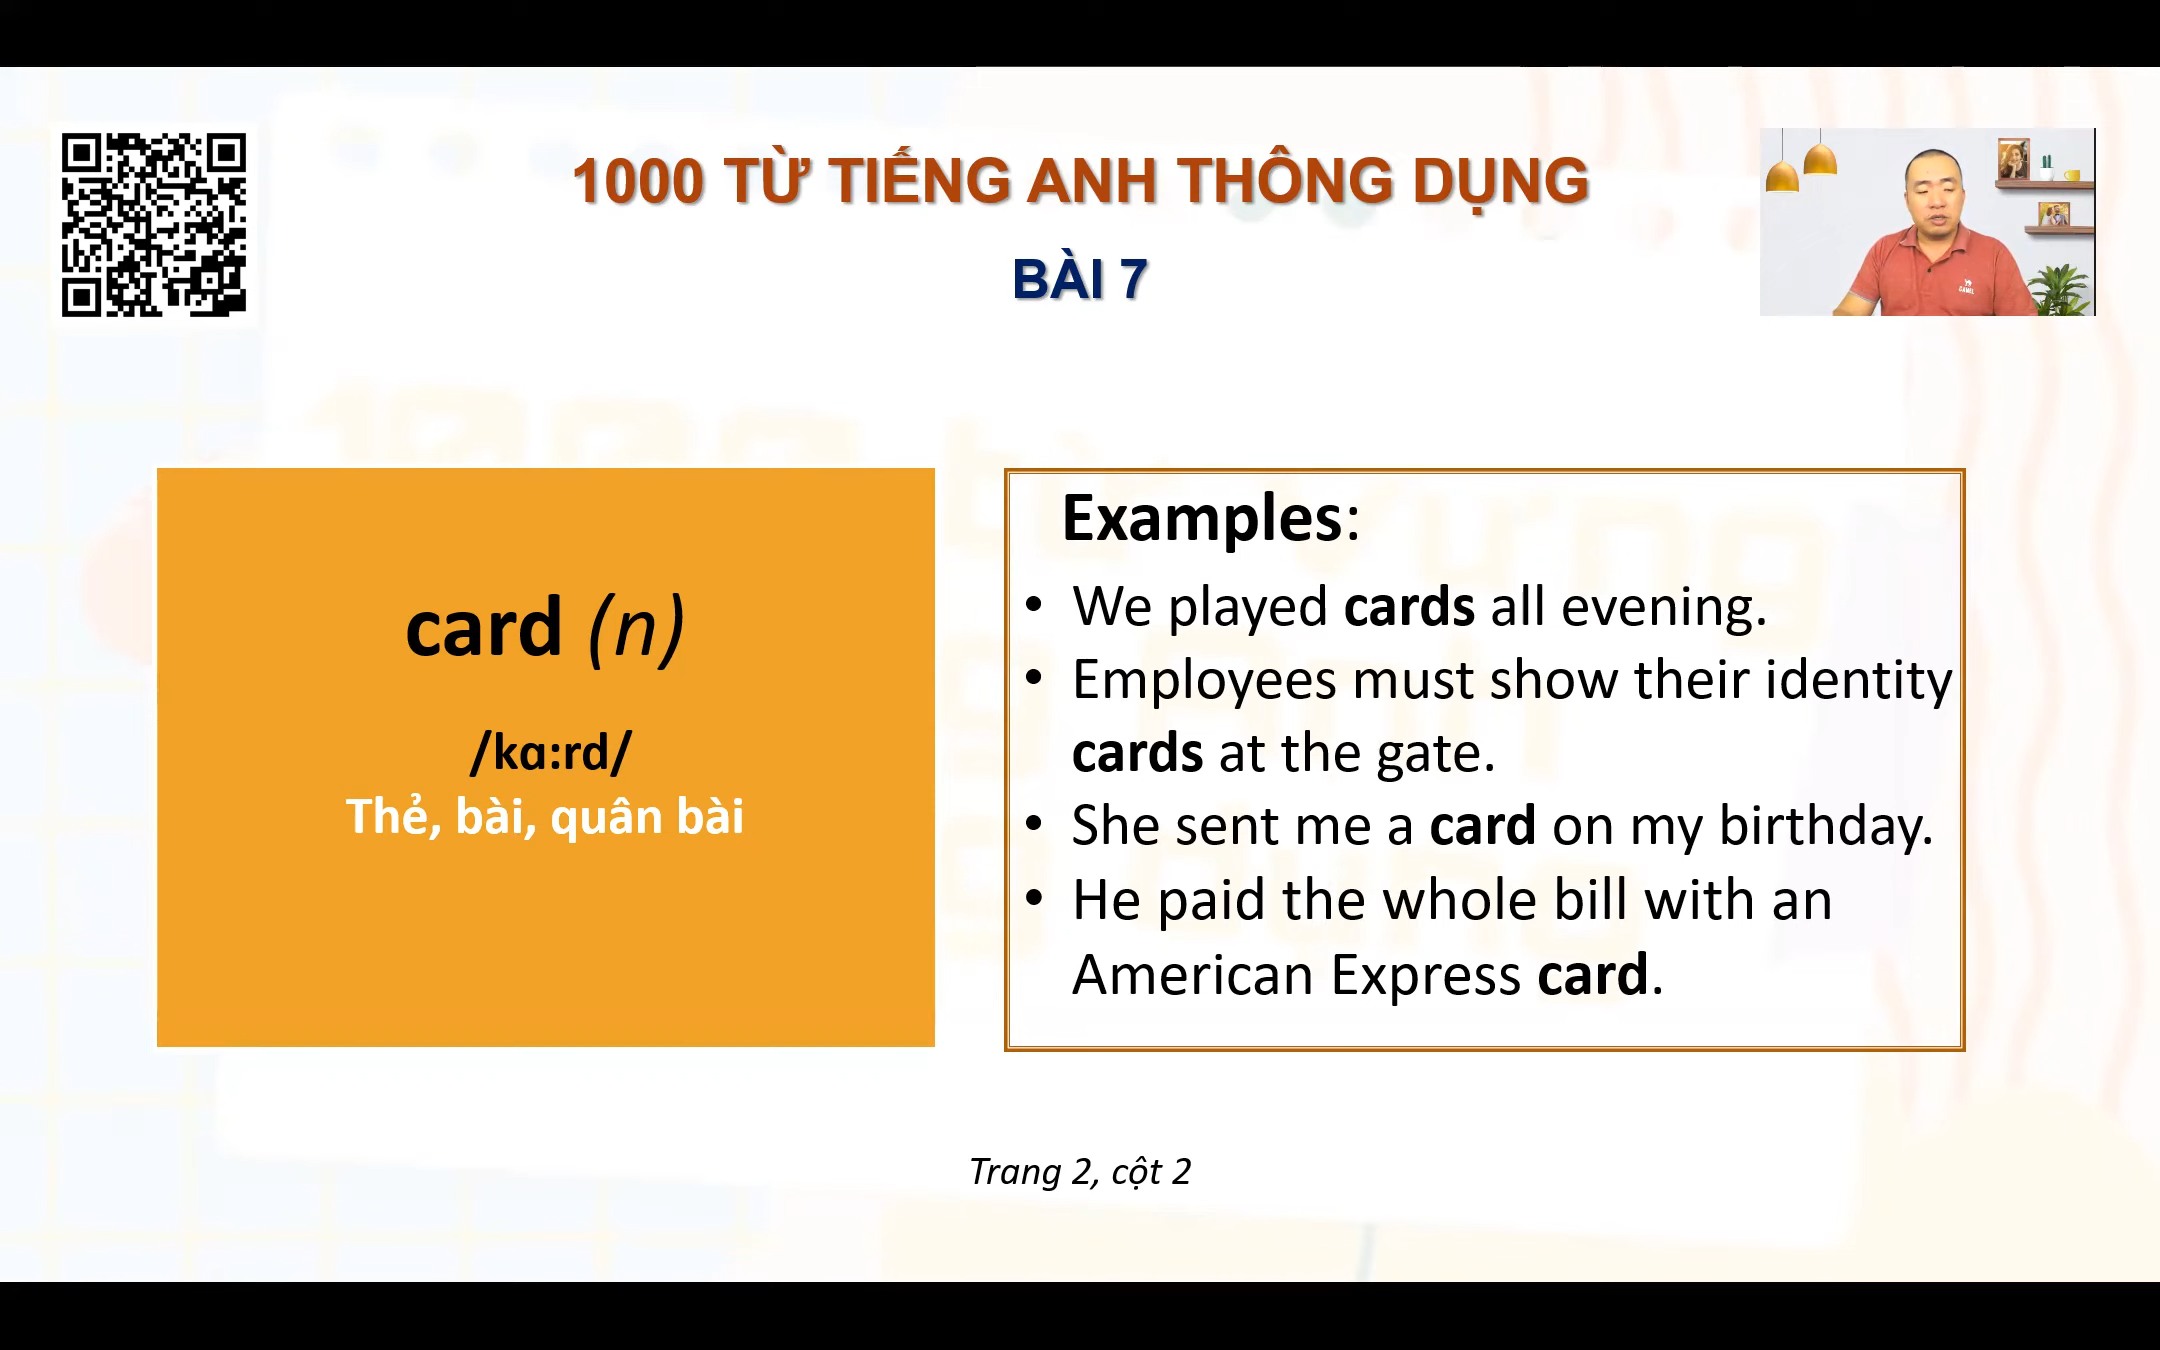 1000 TỪ TIẾNG ANH THÔNG DỤNG
BÀI 7
card (n)
/kɑ:rd/
Thẻ, bài, quân bài
Examples:
• We played cards all evening.
• Employees must show their identity
cards at the gate.
• She sent me a card on my birthday.
• He paid the whole bill with an
American Express card.
Trang 2, cột 2
CAMEL